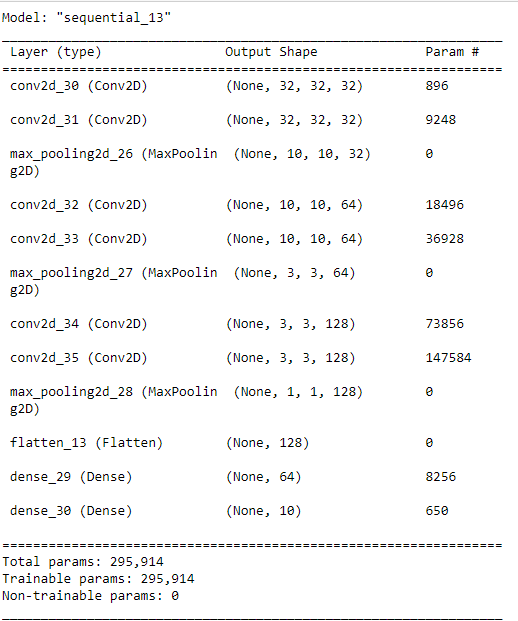 Model: "sequential_13"
Layer (type) Output Shape Param #
conv2d_30 (Conv2D) (None, 32, 32, 32) 896
conv2d_31 (Conv2D) (None, 32, 32, 32) 9248
max_pooling2d_26 (MaxPoolin (None, 10, 10, 32) 0
g2D)
conv2d_32 (Conv2D) (None, 10, 10, 64) 18496
conv2d_33 (Conv2D) (None, 10, 10, 64) 36928
max_pooling2d_27 (MaxPoolin (None, 3, 3, 64) 0
g2D)
conv2d_34 (Conv2D) (None, 3, 3, 128) 73856
conv2d_35 (Conv2D) (None, 3, 3, 128) 147584
max_pooling2d_28 (MaxPoolin (None, 1, 1, 128) 0
g2D)
flatten_13 (Flatten) (None, 128) 0
dense_29 (Dense) (None, 64) 8256
dense_30 (Dense) (None, 10) 650
Total params: 295,914
Trainable params: 295,914
Non-trainable params: 0